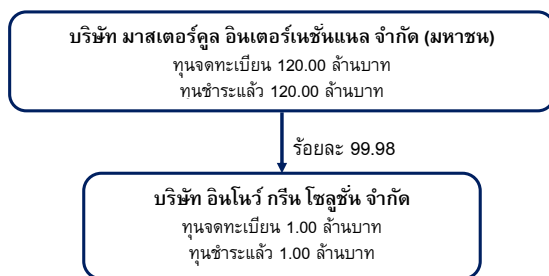 บริษัท มาสเตอร์คูล อินเตอร์เนชั่นแนล จำกัด (มหาชน)
ทุนจดทะเบียน 120.00 ล้านบาท
ทุนชำระแล้ว 120.00 ล้านบาท
ร้อยละ 99.98
บริษัท อินโนว์ กรีน โซลูชั่น จำกัด
ทุนจดทะเบียน 1.00 ล้านบาท
ทุนชำระแล้ว 1.00 ล้านบาท